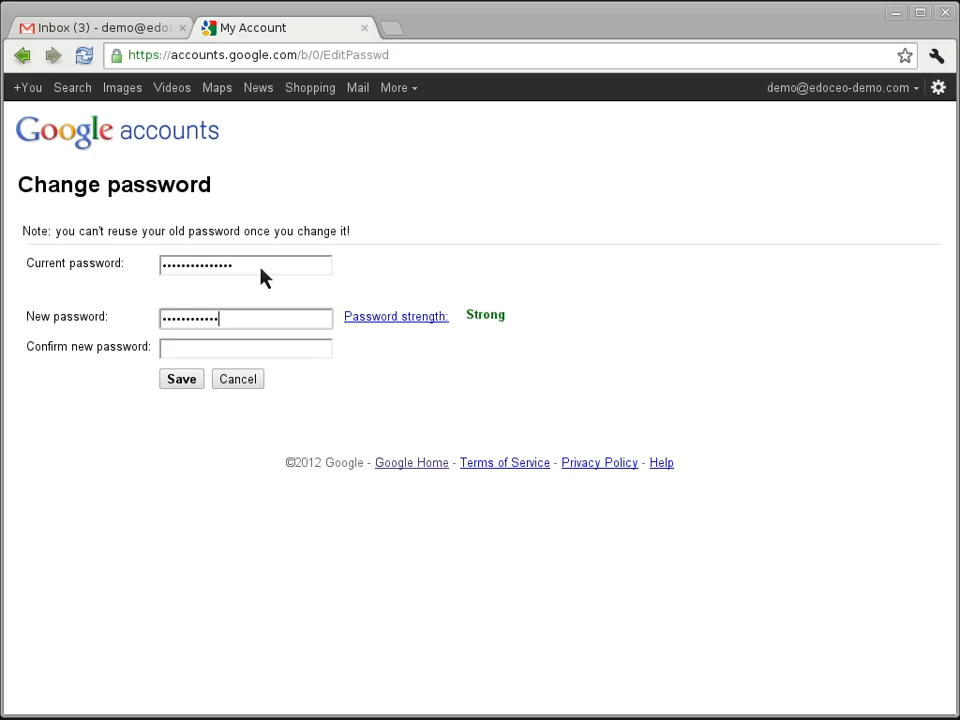 Inbox (3) - demo@edo
My Account
https://accounts.google.com/b/0/EditPasswd
+You Search Images Videos Maps News Shopping Mail More
demo@edoceo-demo.com
Google accounts
Change password
Note: you can't reuse your old password once you change it!
Current password: •••••••••••••••
New password: •••••••••••• Password strength: Strong
Confirm new password:
Save Cancel
©2012 Google - Google Home - Terms of Service - Privacy Policy - Help